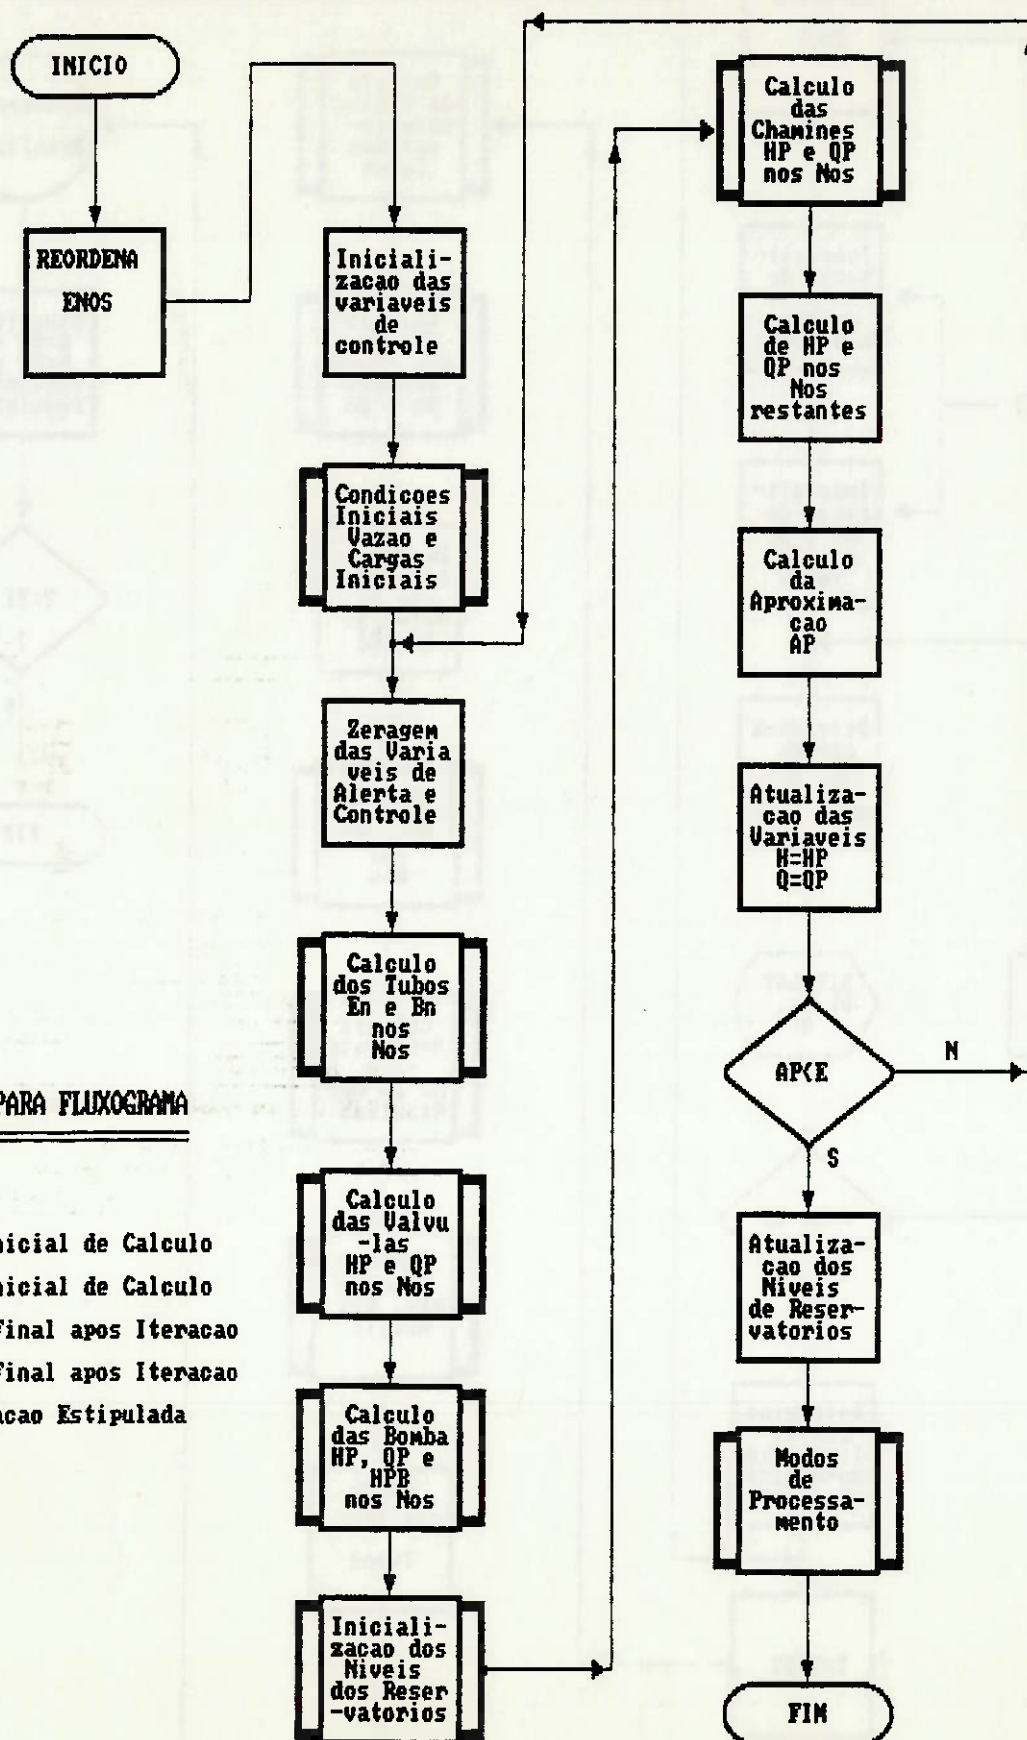 INICIO
REORDENA
ENOS
Iniciali-
zacao das
variaveis
de
controle
Condicoes
Iniciais
Vazao e
Cargas
Iniciais
Zeragem
das Varia
veis de
Alerta e
Controle
Calculo
dos Tubos
En e Bn
nos
Nos
Calculo
das Valvu
-las
HP e QP
nos Nos
Calculo
das Bomba
HP, QP e
HPB
nos Nos
Iniciali-
zacao dos
Niveis
dos Reser
-vatorios
Calculo
das
Chamines
HP e QP
nos Nos
Calculo
de HP e
QP nos
Nos
restantes
Calculo
da
Aproxima-
cao
AP
Atualiza-
cao das
Variaveis
H=HP
Q=QP
AP<E
N
S
Atualiza-
cao dos
Niveis
de Reser-
vatorios
Modos
de
Processa-
mento
FIM
PARA FLUXOGRAMA
nicial de Calculo
nicial de Calculo
Final apos Iteracao
Final apos Iteracao
acao Estipulada